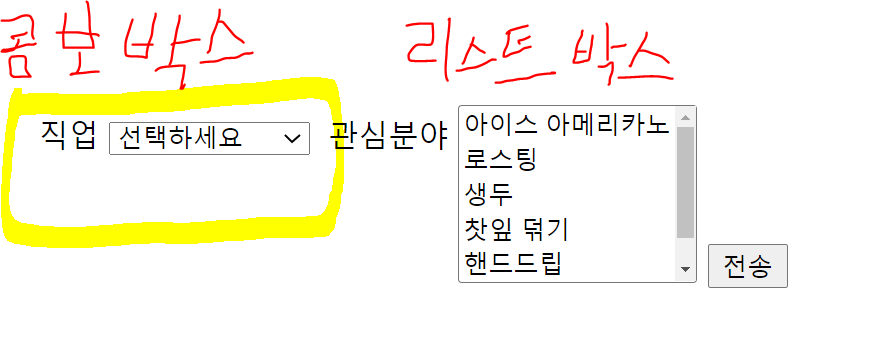 콤보박스 리스트박스
직업 선택하세요 관심분야 아이스 아메리카노
로스팅
생두
찻잎 덖기
핸드드립
전송